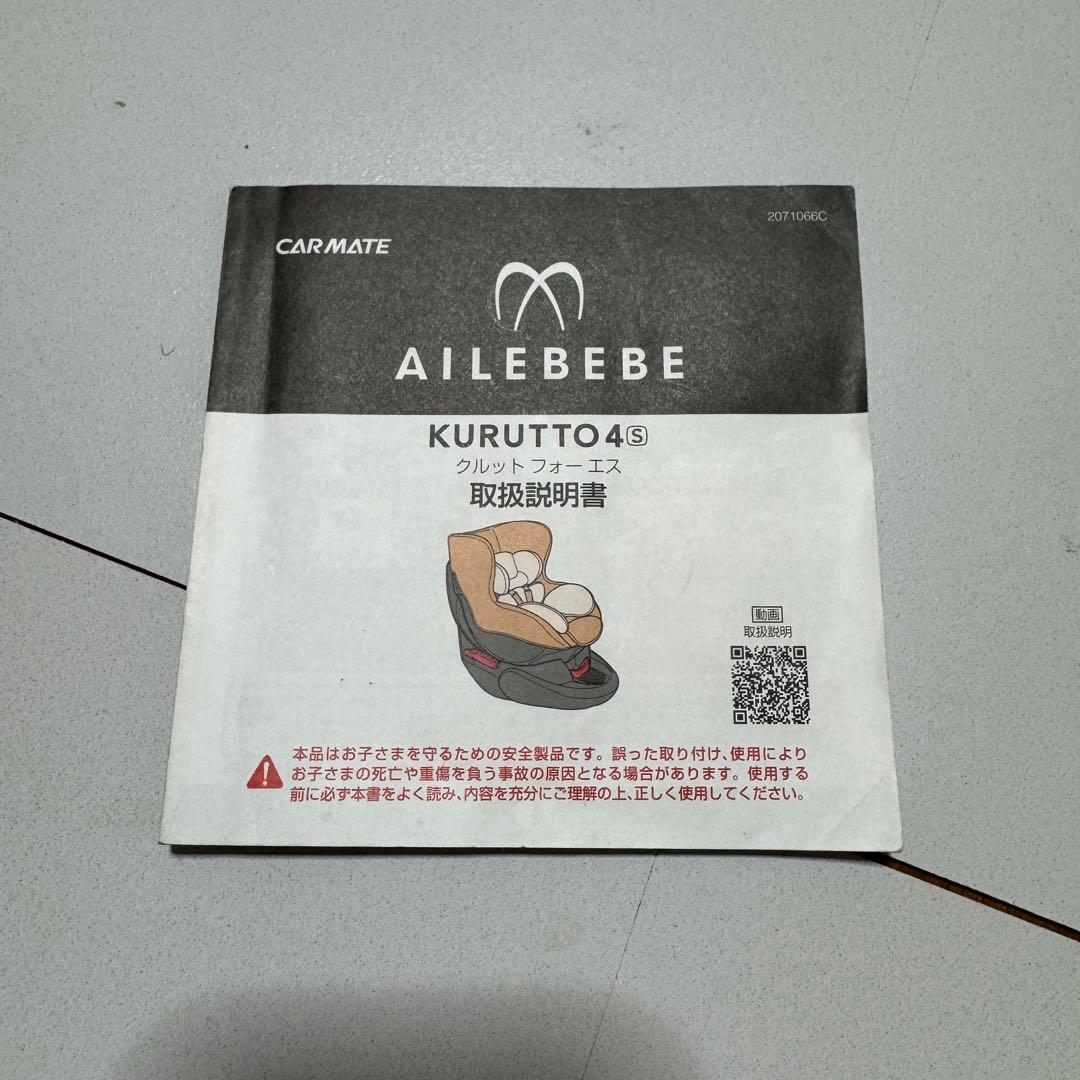 2071066C
CARMATE
AILEBEBE
KURUTTO4S
クルット フォー エス
取扱説明書
動画
取扱説明
本品はお子さまを守るための安全製品です。誤った取り付け、使用により
お子さまの死亡や重傷を負う事故の原因となる場合があります。使用する
前に必ず本書をよく読み、内容を充分にご理解の上、正しく使用してください。